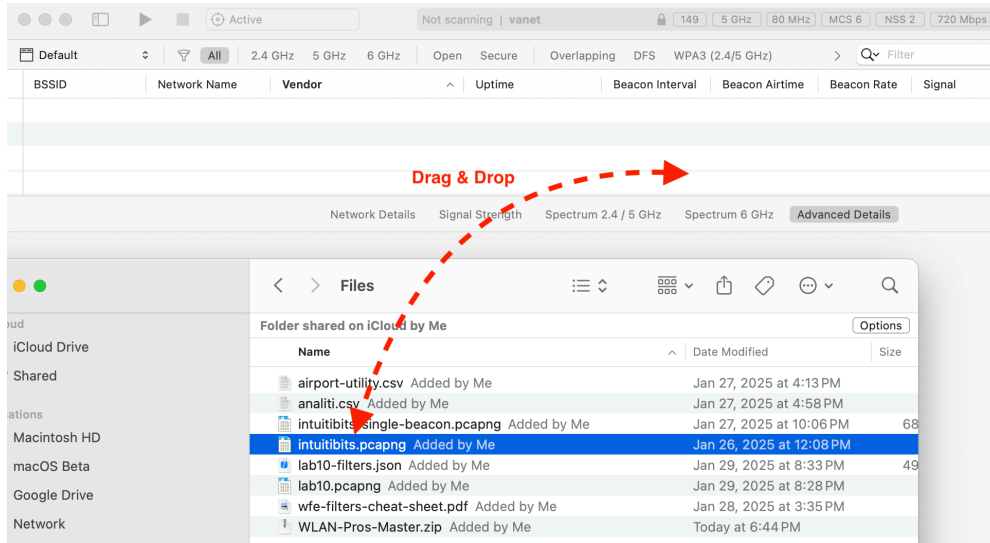 Active
Not scanning | vanet
149 5 GHz 80 MHz MCS 6 NSS 2 720 Mbps
Default
All 2.4 GHz 5 GHz 6 GHz Open Secure Overlapping DFS WPA3 (2.4/5 GHz)
Filter
BSSID Network Name Vendor Uptime Beacon Interval Beacon Airtime Beacon Rate Signal
Drag & Drop
Network Details Signal Strength Spectrum 2.4 / 5 GHz Spectrum 6 GHz Advanced Details
Files
oud
iCloud Drive
Shared
ations
Macintosh HD
macOS Beta
Google Drive
Network
Folder shared on iCloud by Me
Options
Name Date Modified Size
airport-utility.csv Added by Me Jan 27, 2025 at 4:13 PM
analiti.csv Added by Me Jan 27, 2025 at 4:58 PM
intuitibits-single-beacon.pcapng Added by Me Jan 27, 2025 at 10:06 PM 68
intuitibits.pcapng Added by Me Jan 26, 2025 at 12:08 PM
lab10-filters.json Added by Me Jan 29, 2025 at 8:33 PM 49
lab10.pcapng Added by Me Jan 29, 2025 at 8:28 PM
wfe-filters-cheat-sheet.pdf Added by Me Jan 28, 2025 at 3:35 PM
WLAN-Pros-Master.zip Added by Me Today at 6:44 PM